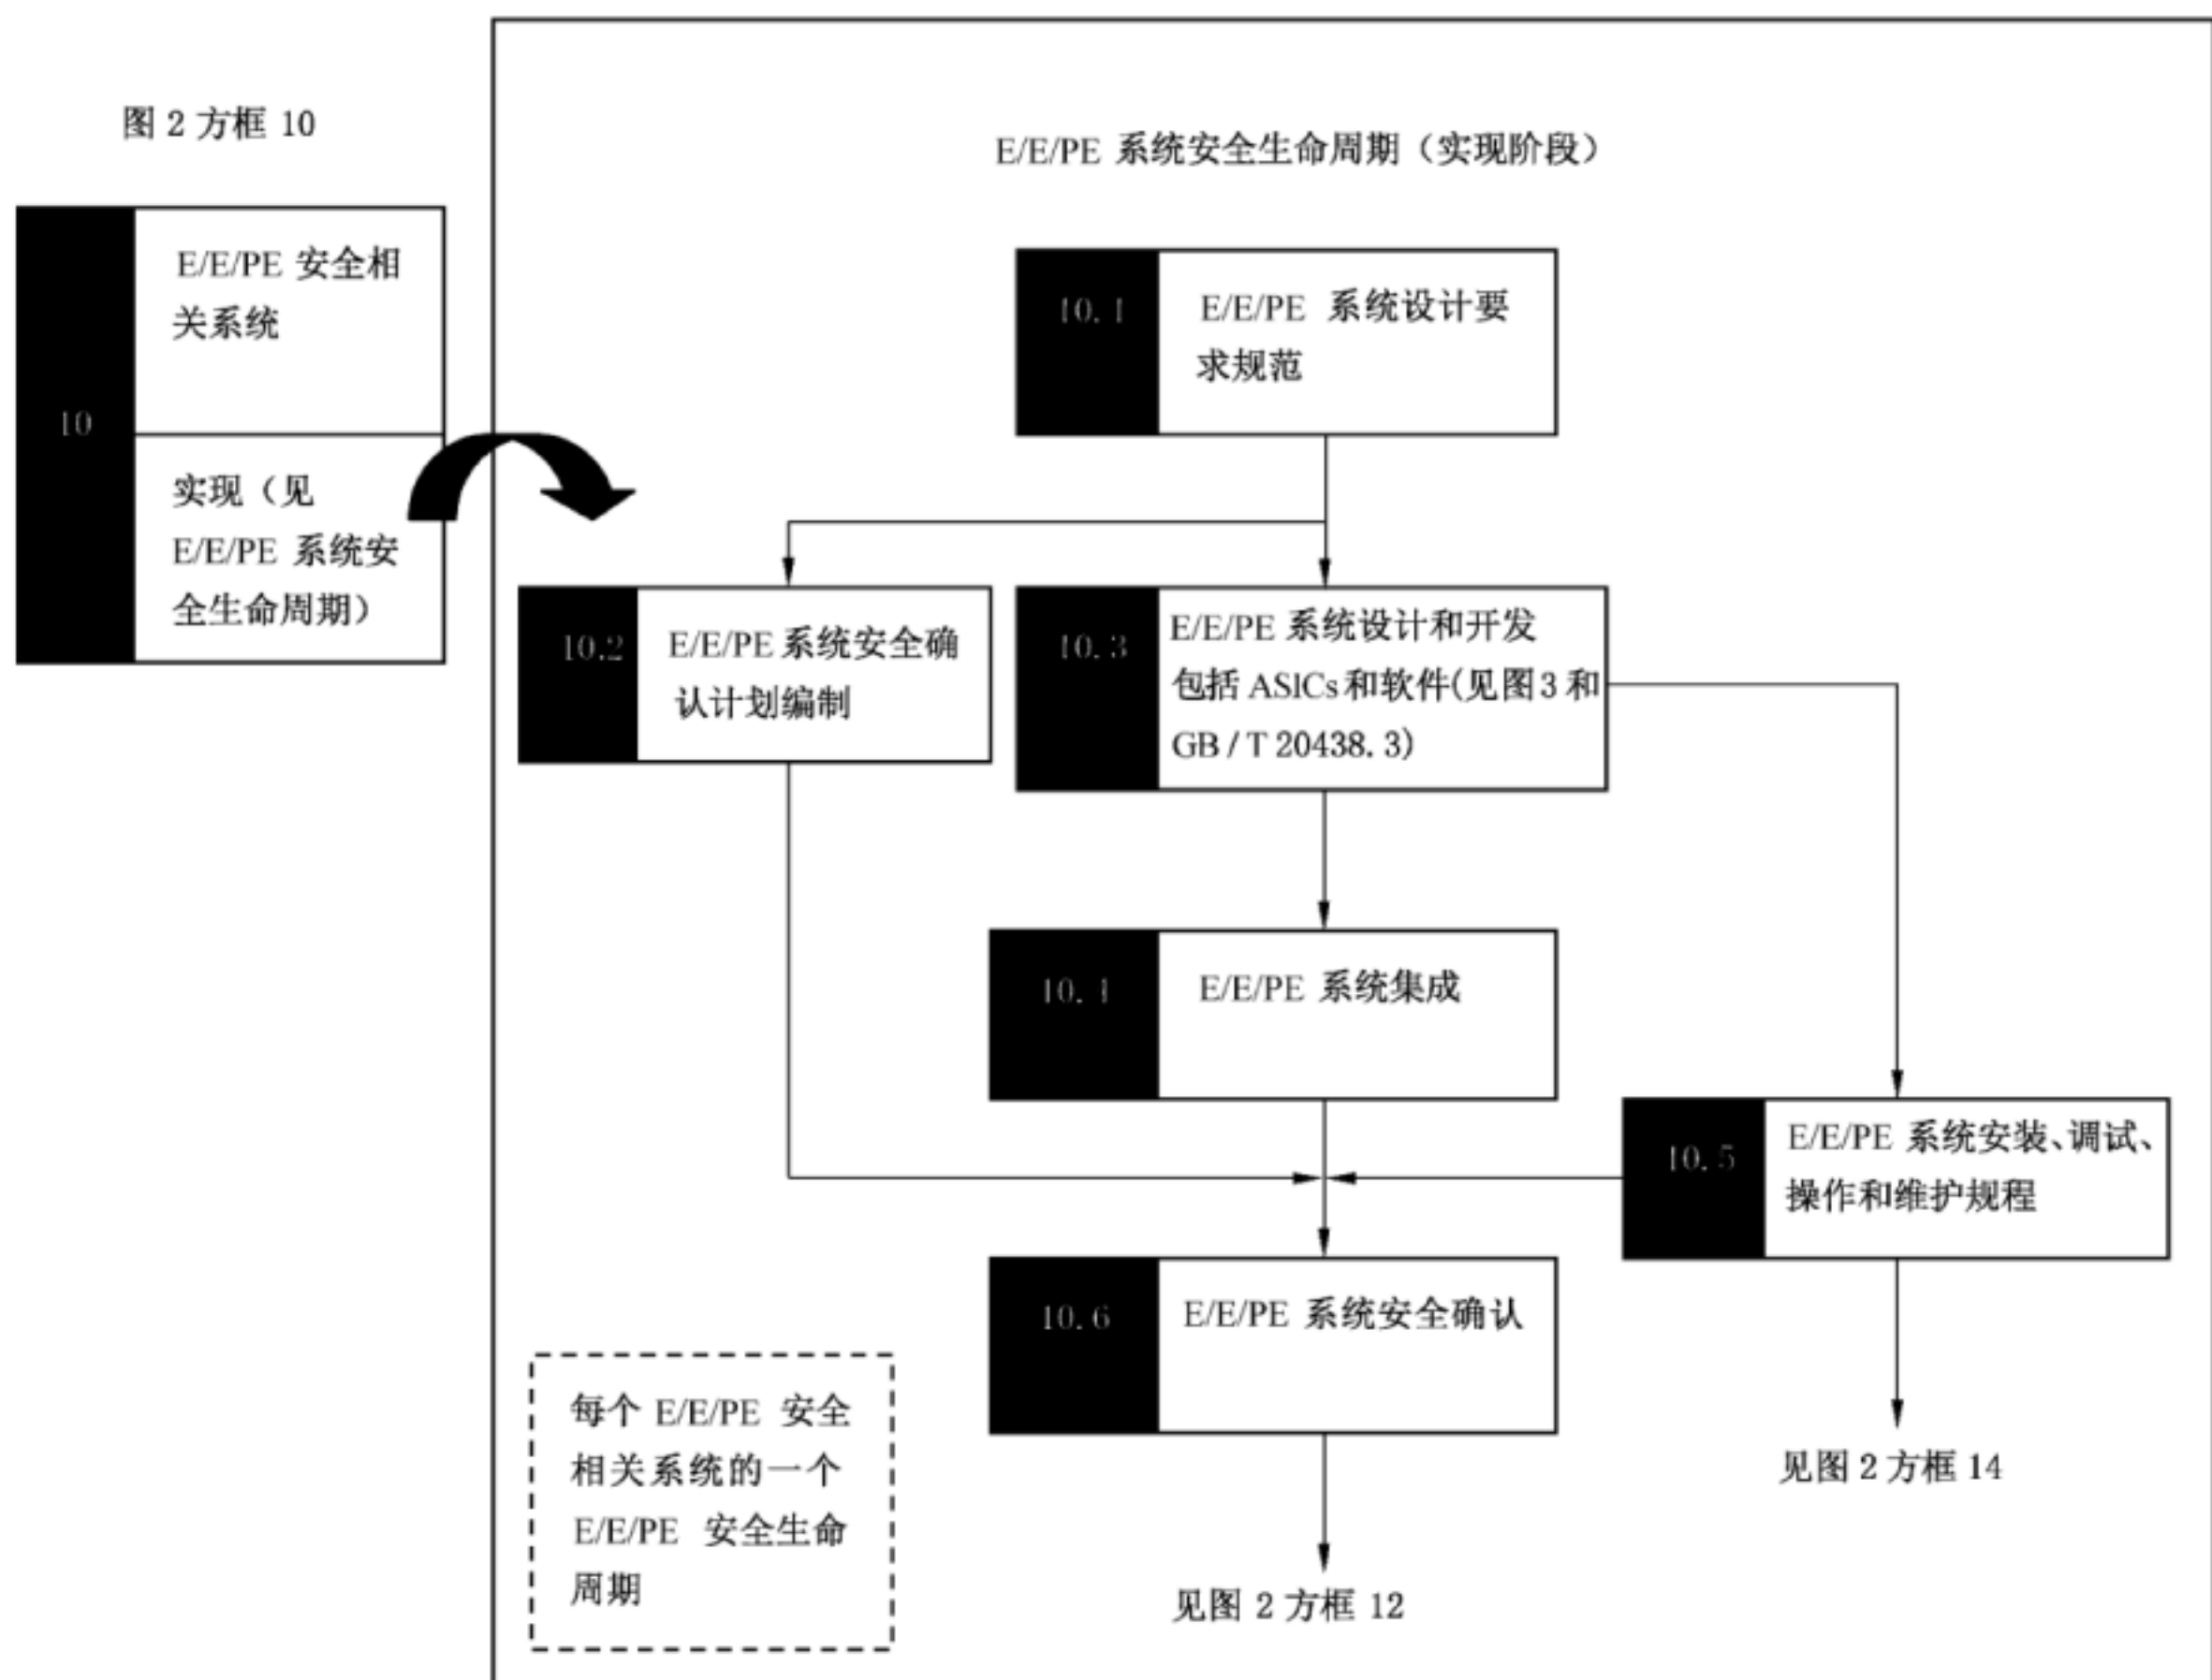 图 2 方框 10
E/E/PE 系统安全生命周期（实现阶段）
10
E/E/PE 安全相
关系统
实现（见
E/E/PE 系统安
全生命周期）
10.1
E/E/PE 系统设计要
求规范
10.2
E/E/PE 系统安全确
认计划编制
10.3
E/E/PE 系统设计和开发
包括 ASICs 和软件(见图 3 和
GB / T 20438.3)
E/E/PE 系统集成
10.5
E/E/PE 系统安装、调试、
操作和维护规程
10.6
E/E/PE 系统安全确认
每个 E/E/PE 安全
相关系统的一个
E/E/PE 安全生命
周期
见图 2 方框 14
见图 2 方框 12